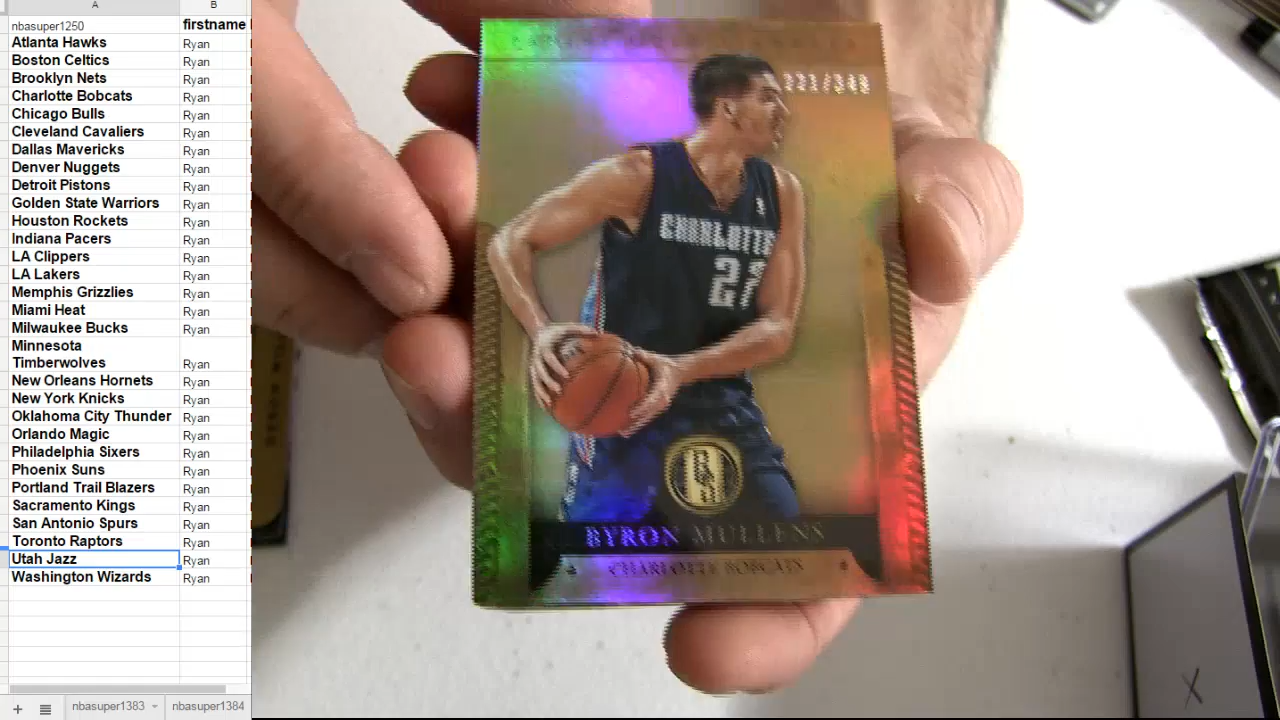 A
B
nbasuper1250
firstname
Atlanta Hawks
Ryan
Boston Celtics
Ryan
Brooklyn Nets
Ryan
Charlotte Bobcats
Ryan
Chicago Bulls
Ryan
Cleveland Cavaliers
Ryan
Dallas Mavericks
Ryan
Denver Nuggets
Ryan
Detroit Pistons
Ryan
Golden State Warriors
Ryan
Houston Rockets
Ryan
Indiana Pacers
Ryan
LA Clippers
Ryan
LA Lakers
Ryan
Memphis Grizzlies
Ryan
Miami Heat
Ryan
Milwaukee Bucks
Ryan
Minnesota
Timberwolves
Ryan
New Orleans Hornets
Ryan
New York Knicks
Ryan
Oklahoma City Thunder
Ryan
Orlando Magic
Ryan
Philadelphia Sixers
Ryan
Phoenix Suns
Ryan
Portland Trail Blazers
Ryan
Sacramento Kings
Ryan
San Antonio Spurs
Ryan
Toronto Raptors
Ryan
Utah Jazz
Ryan
Washington Wizards
Ryan
nbasuper1383
nbasuper1384
CHARLOTTE
22
BYRON MULLENS
CHARLOTTE BOBCATS
X